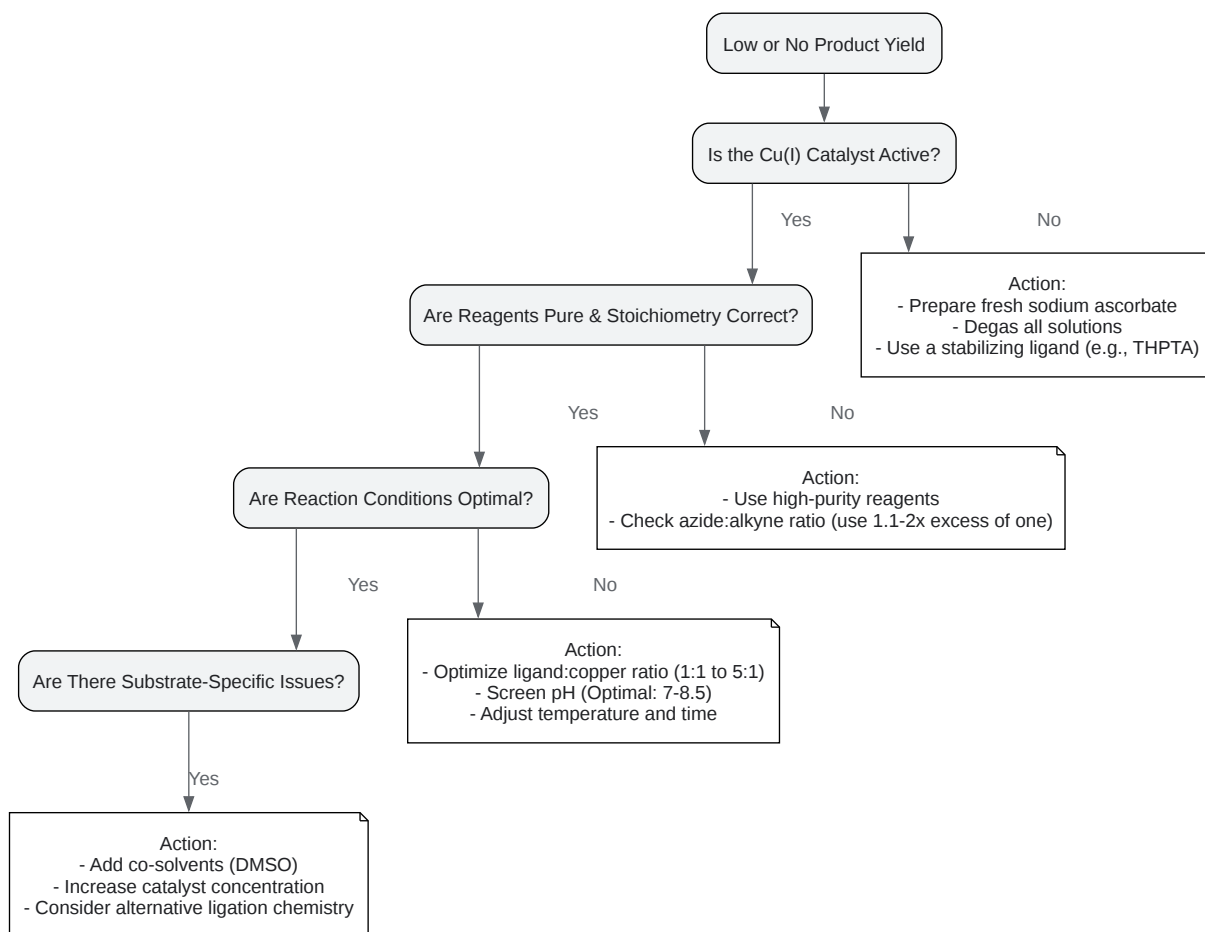 Low or No Product Yield
Is the Cu(I) Catalyst Active?
Yes
No
Action:
- Prepare fresh sodium ascorbate
- Degas all solutions
- Use a stabilizing ligand (e.g., THPTA)
Are Reagents Pure & Stoichiometry Correct?
Yes
No
Action:
- Use high-purity reagents
- Check azide:alkyne ratio (use 1.1-2x excess of one)
Are Reaction Conditions Optimal?
Yes
No
Action:
- Optimize ligand:copper ratio (1:1 to 5:1)
- Screen pH (Optimal: 7-8.5)
- Adjust temperature and time
Are There Substrate-Specific Issues?
Yes
Action:
- Add co-solvents (DMSO)
- Increase catalyst concentration
- Consider alternative ligation chemistry